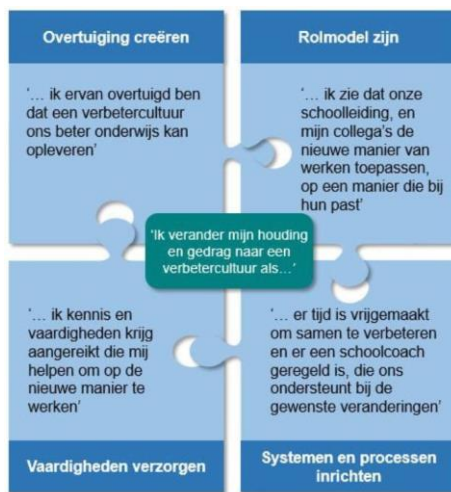 Overtuiging creëren
'… ik ervan overtuigd ben
dat een verbetercultuur
ons beter onderwijs kan
opleveren'
Rolmodel zijn
'… ik zie dat onze
schoolleiding, en
mijn collega's de
nieuwe manier van
werken toepassen,
op een manier die bij
hun past'
'Ik verander mijn houding
en gedrag naar een
verbetercultuur als…'
'… ik kennis en
vaardigheden krijg
aangereikt die mij
helpen om op de
nieuwe manier te
werken'
Vaardigheden verzorgen
'… er tijd is vrijgemaakt
om samen te verbeteren
en er een schoolcoach
geregeld is, die ons
ondersteunt bij de
gewenste veranderingen'
Systemen en processen
inrichten